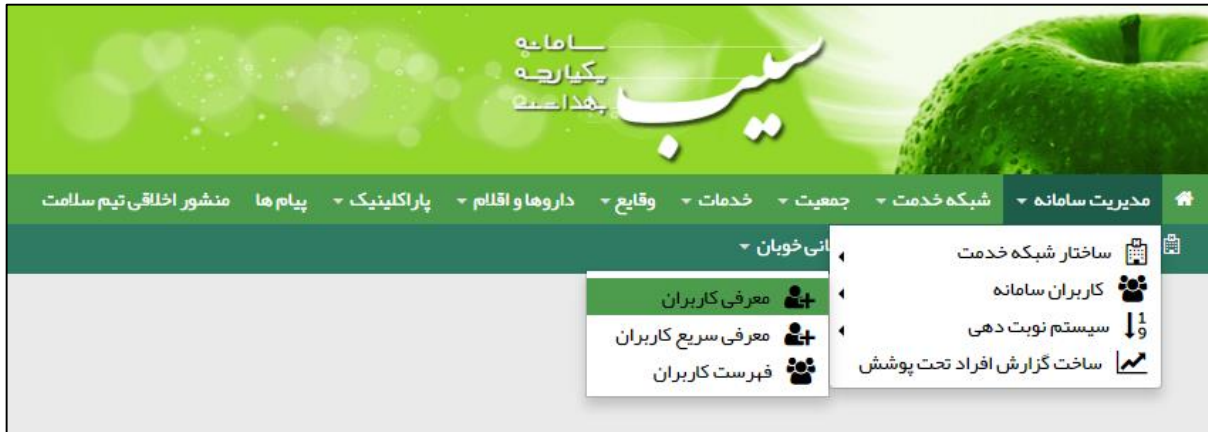 سامانه
یکپارچه
بهداشت
سیب
مدیریت سامانه شبکه خدمت جمعیت خدمات وقایع داروها و اقلام پاراکلینیک پیام ها منشور اخلاقی تیم سلامت
خوبان
ساختار شبکه خدمت
کاربران سامانه
سیستم نوبت دهی
ساخت گزارش افراد تحت پوشش
معرفی کاربران
معرفی سریع کاربران
فهرست کاربران